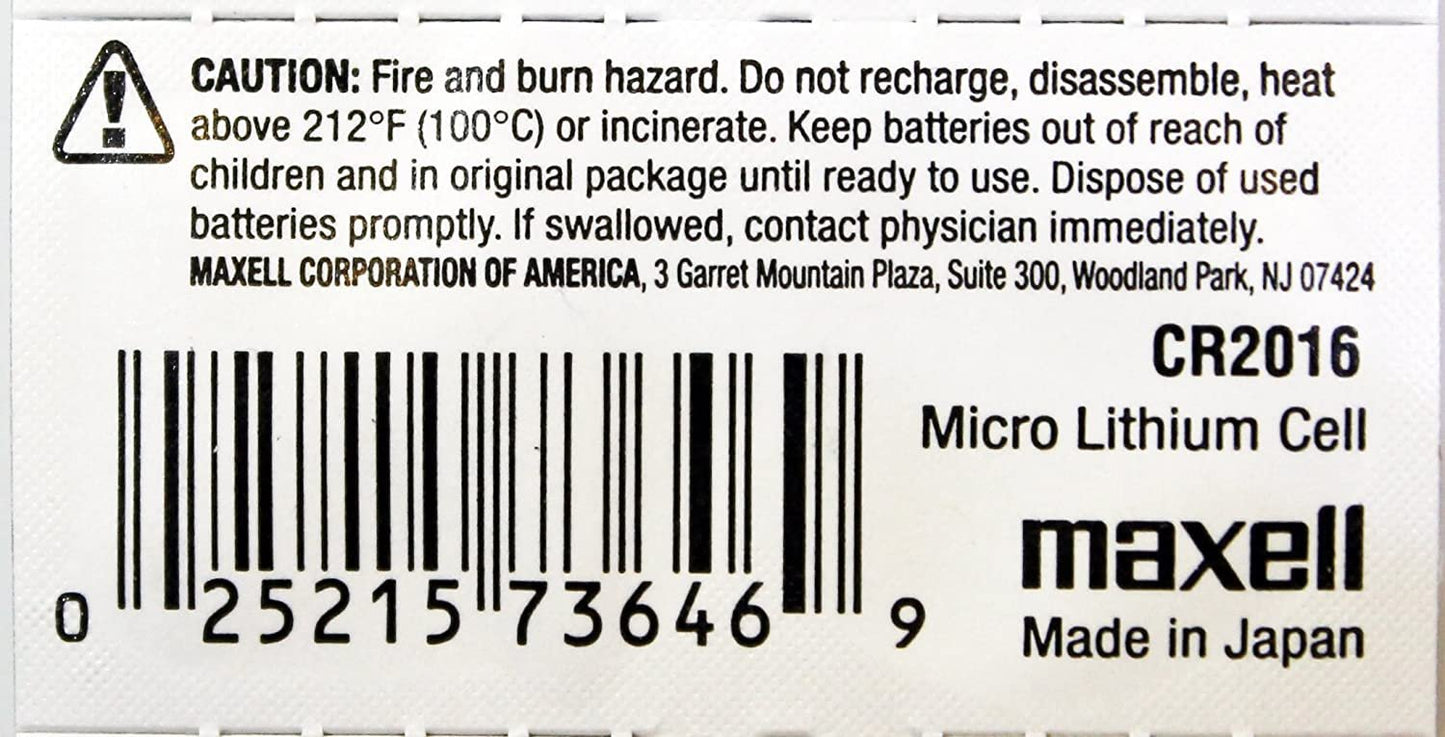 CAUTION: Fire and burn hazard. Do not recharge, disassemble, heat
above 212°F (100°C) or incinerate. Keep batteries out of reach of
children and in original package until ready to use. Dispose of used
batteries promptly. If swallowed, contact physician immediately.
MAXELL CORPORATION OF AMERICA, 3 Garret Mountain Plaza, Suite 300, Woodland Park, NJ 07424
CR2016
Micro Lithium Cell
maxell
Made in Japan
0 25215 73646 9